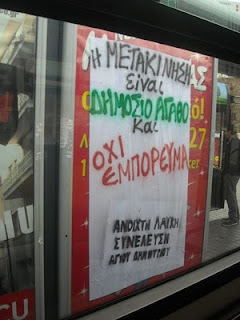 Η ΜΕΤΑΚΙΝΗΣΗ
είναι
ΔΗΜΟΣΙΟ ΑΓΑΘΟ
και
ΟΧΙ
ΕΜΠΟΡΕΥΜΑ
ΑΝΟΙΧΤΗ ΛΑΪΚΗ
ΣΥΝΕΛΕΥΣΗ
ΑΓΙΟΥ ΔΗΜΗΤΡΙΟΥ